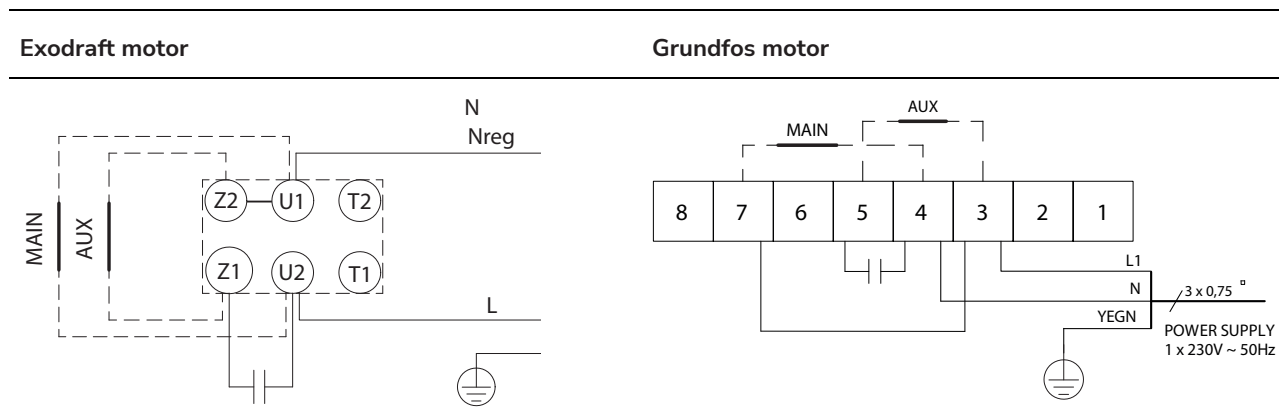 Exodraft motor
Grundfos motor
N
Nreg
MAIN
AUX
Z2
U1
T2
Z1
U2
T1
L
AUX
MAIN
8 7 6 5 4 3 2 1
L1
N
YEGN
3 x 0,75 □
POWER SUPPLY
1 x 230V ~ 50Hz